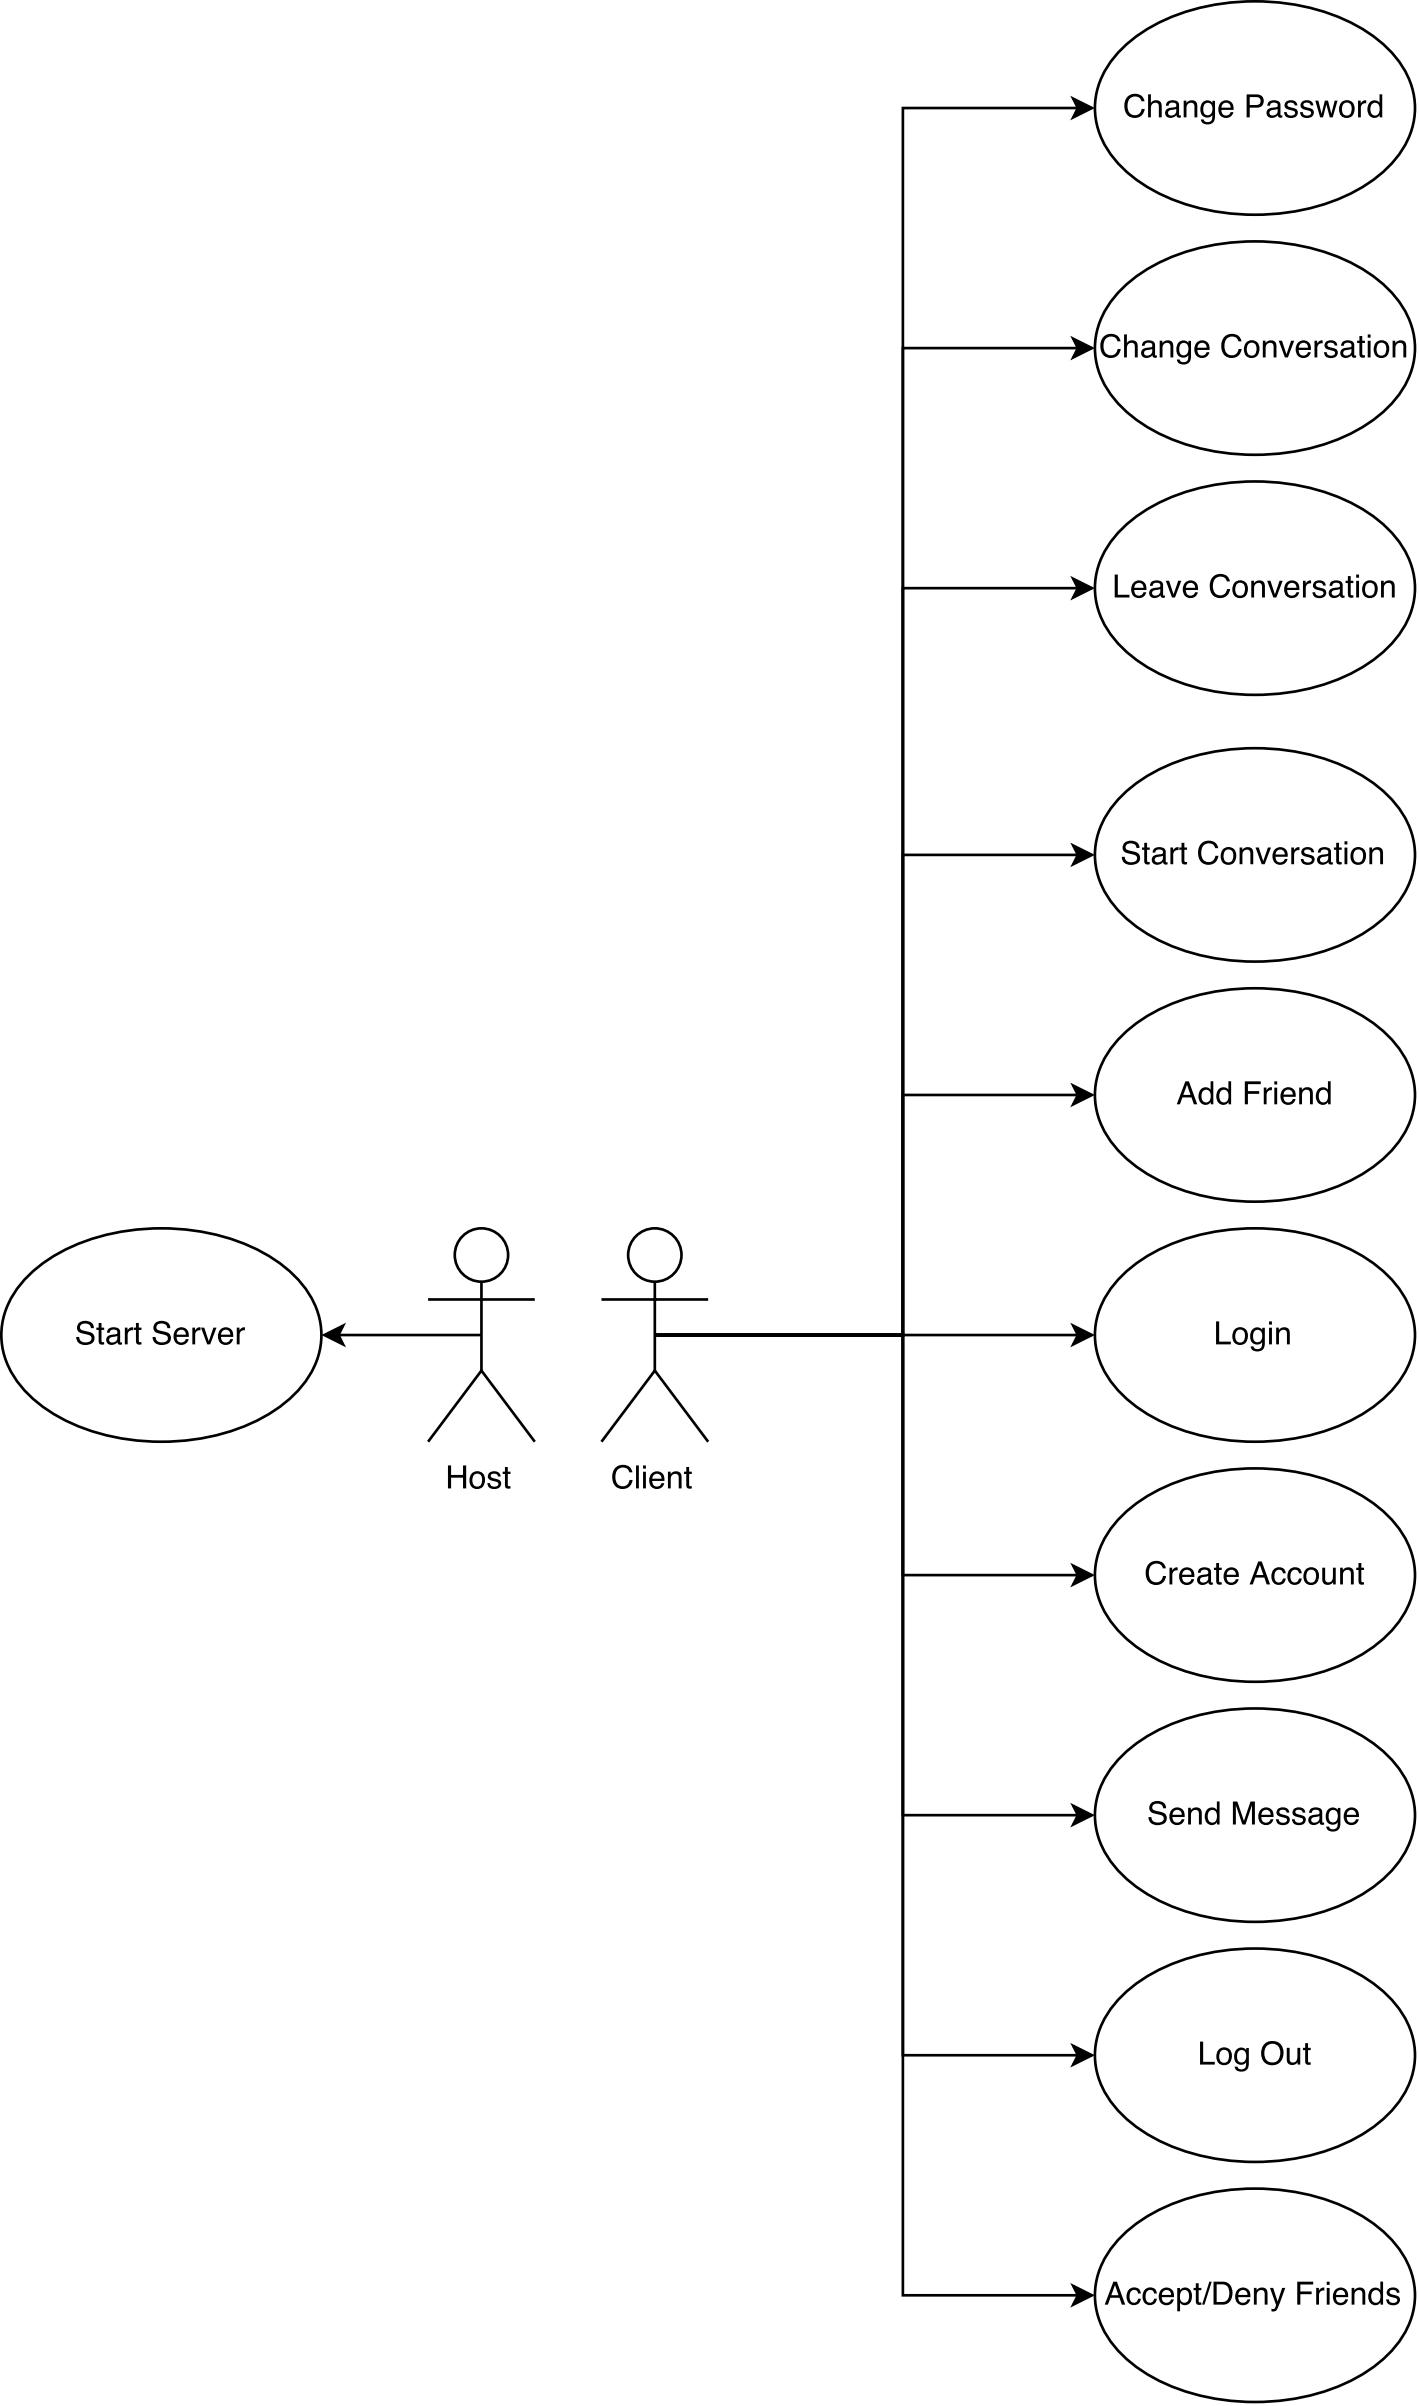 Change Password
Change Conversation
Leave Conversation
Start Conversation
Add Friend
Start Server
Login
Host
Client
Create Account
Send Message
Log Out
Accept/Deny Friends